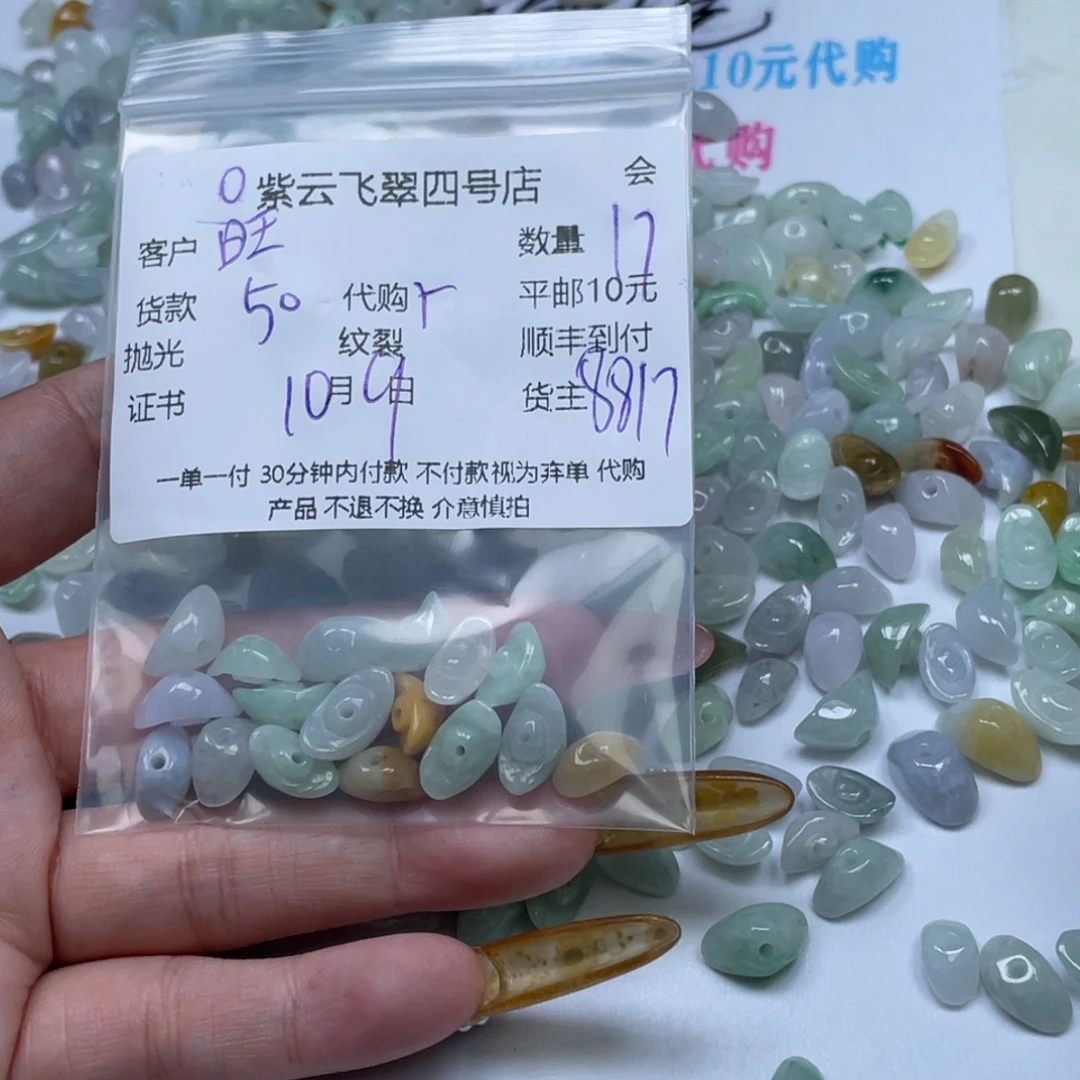 10元代购
代购
会
0 紫云飞翠四号店
客户 旺 数量 17
货款 50 代购 平邮10元
抛光 纹裂 顺丰到付
证书 10月9日 货主8817
一单一付 30分钟内付款 不付款视为弃单 代购
产品 不退不换 介意慎拍